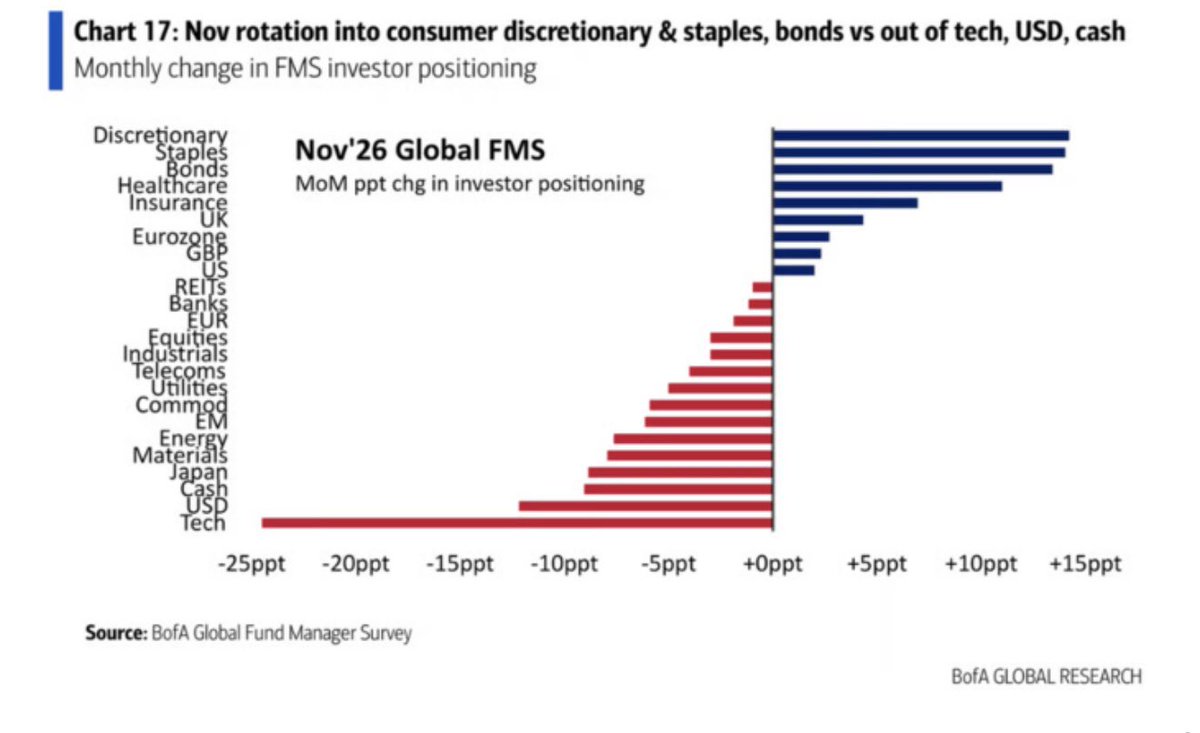 Chart 17: Nov rotation into consumer discretionary & staples, bonds vs out of tech, USD, cash
Monthly change in FMS investor positioning
Nov'26 Global FMS
MoM ppt chg in investor positioning
Discretionary
Staples
Bonds
Healthcare
Insurance
UK
Eurozone
GBP
US
REITs
Banks
EUR
Equities
Industrials
Telecoms
Utilities
Commod
EM
Energy
Materials
Japan
Cash
USD
Tech
-25ppt -20ppt -15ppt -10ppt -5ppt +0ppt +5ppt +10ppt +15ppt
Source: BofA Global Fund Manager Survey
BofA GLOBAL RESEARCH